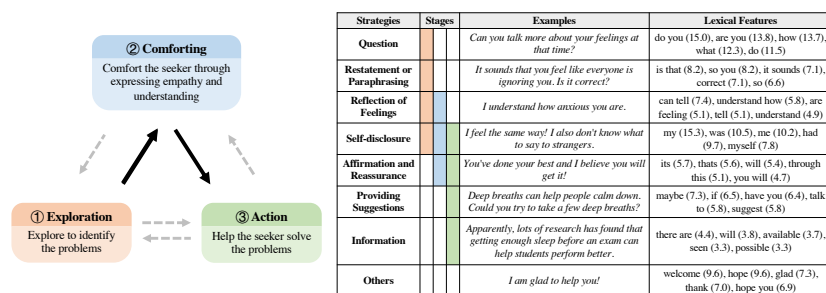 ② Comforting
Comfort the seeker through
expressing empathy and
understanding
① Exploration
Explore to identify
the problems
③ Action
Help the seeker solve
the problems
Strategies Stages Examples Lexical Features
Question
Can you talk more about your feelings at
that time?
do you (15.0), are you (13.8), how (13.7),
what (12.3), do (11.5)
Restatement or
Paraphrasing
It sounds that you feel like everyone is
ignoring you. Is it correct?
is that (8.2), so you (8.2), it sounds (7.1),
correct (7.1), so (6.6)
Reflection of
Feelings
I understand how anxious you are.
can tell (7.4), understand how (5.8), are
feeling (5.1), tell (5.1), understand (4.9)
Self-disclosure
I feel the same way! I also don't know what
to say to strangers.
my (15.3), was (10.5), me (10.2), had
(9.7), myself (7.8)
Affirmation and
Reassurance
You've done your best and I believe you will
get it!
its (5.7), thats (5.6), will (5.4), through
this (5.1), you will (4.7)
Providing
Suggestions
Deep breaths can help people calm down.
Could you try to take a few deep breaths?
maybe (7.3), if (6.5), have you (6.4), talk
to (5.8), suggest (5.8)
Information
Apparently, lots of research has found that
getting enough sleep before an exam can
help students perform better.
there are (4.4), will (3.8), available (3.7),
seen (3.3), possible (3.3)
Others
I am glad to help you!
welcome (9.6), hope (9.6), glad (7.3),
thank (7.0), hope you (6.9)